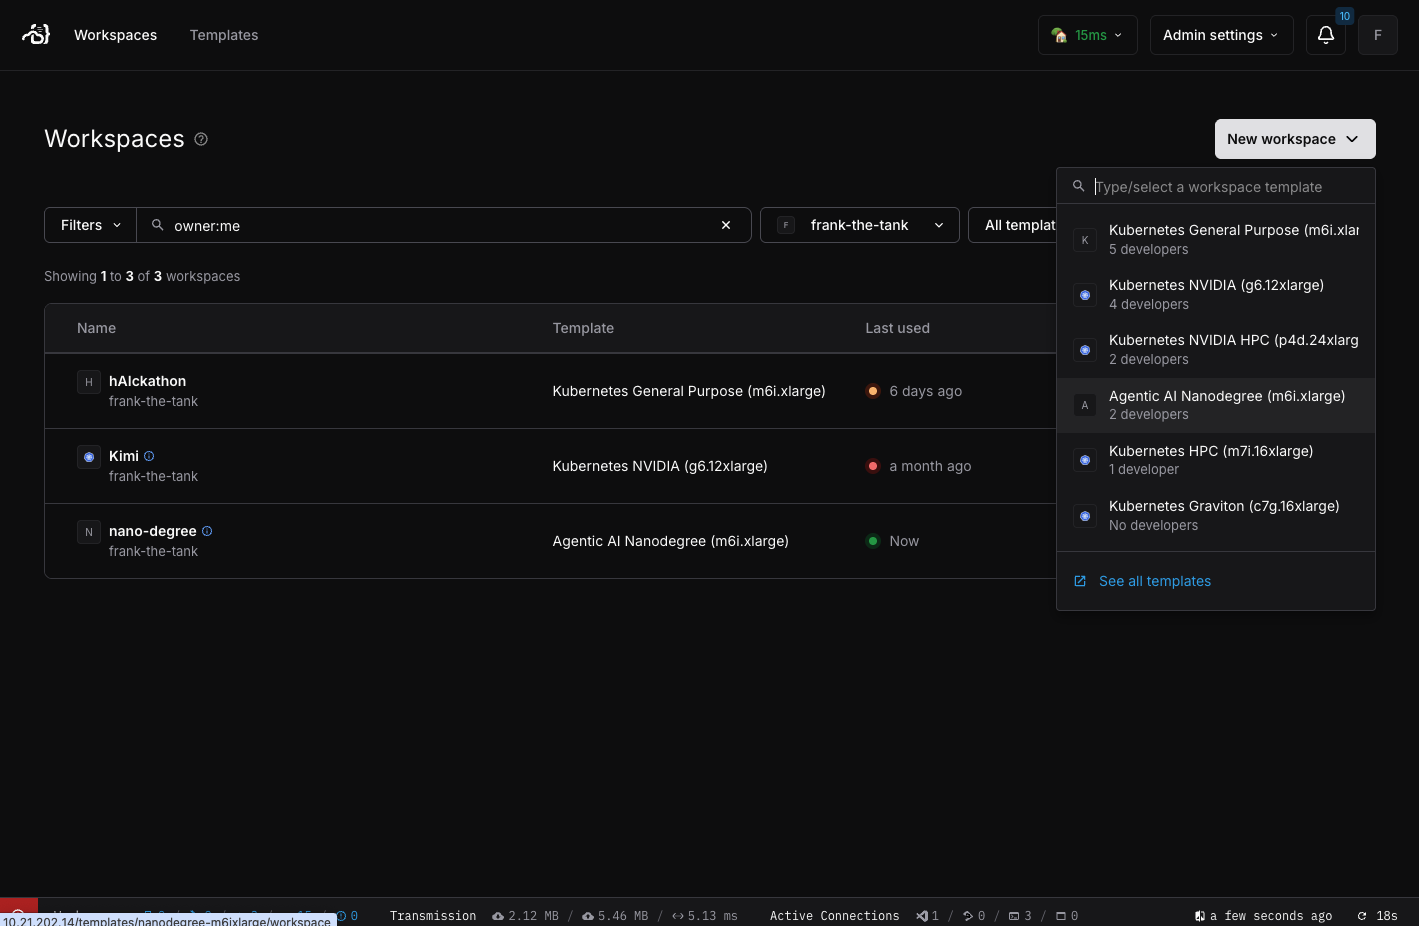 Workspaces
Templates
15ms
Admin settings
10
F
Workspaces
New workspace
Type/select a workspace template
Filters
owner:me
F
frank-the-tank
All templat
Showing 1 to 3 of 3 workspaces
Name
Template
Last used
H
hAIckathon
frank-the-tank
Kubernetes General Purpose (m6i.xlarge)
6 days ago
Kimi
frank-the-tank
Kubernetes NVIDIA (g6.12xlarge)
a month ago
N
nano-degree
frank-the-tank
Agentic AI Nanodegree (m6i.xlarge)
Now
K
Kubernetes General Purpose (m6i.xlar
5 developers
Kubernetes NVIDIA (g6.12xlarge)
4 developers
Kubernetes NVIDIA HPC (p4d.24xlarg
2 developers
A
Agentic AI Nanodegree (m6i.xlarge)
2 developers
Kubernetes HPC (m7i.16xlarge)
1 developer
Kubernetes Graviton (c7g.16xlarge)
No developers
See all templates
10.21.202.14/templates/nanodegree-m6ixlarge/workspace
0
Transmission
2.12 MB / 5.46 MB / 5.13 ms
Active Connections
1 / 0 / 3 / 0
a few seconds ago
18s